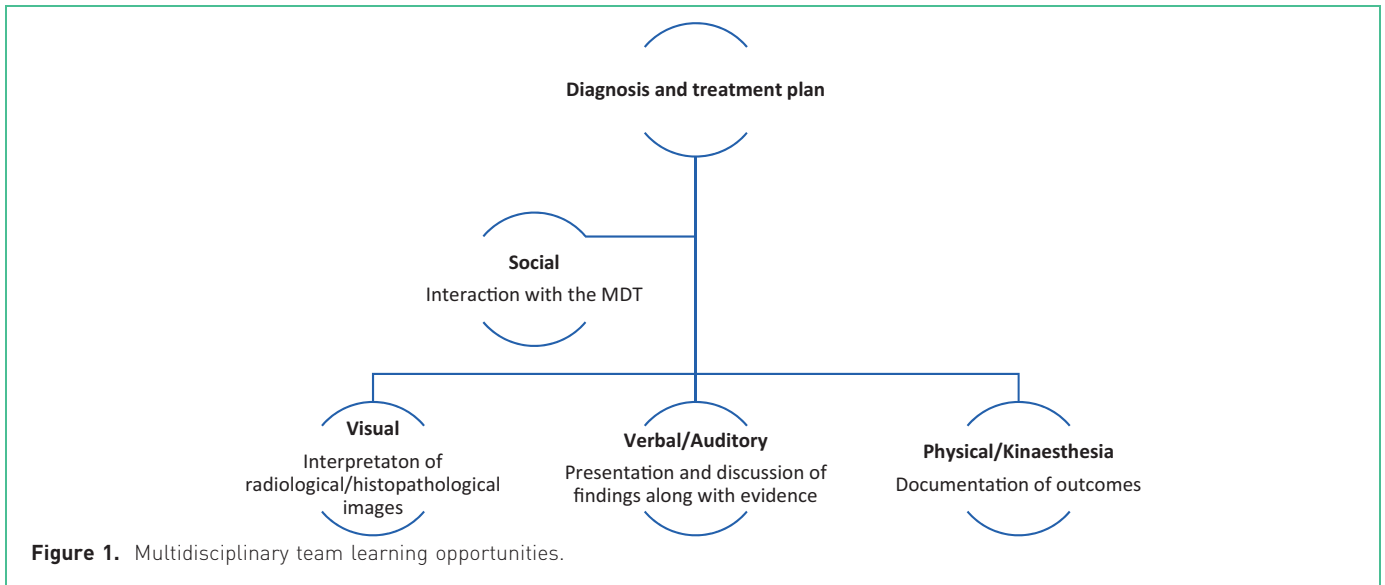 Diagnosis and treatment plan
Social
Interaction with the MDT
Visual
Interpretaton of
radiological/histopathological
images
Verbal/Auditory
Presentation and discussion of
findings along with evidence
Physical/Kinaesthesia
Documentation of outcomes
Figure 1. Multidisciplinary team learning opportunities.